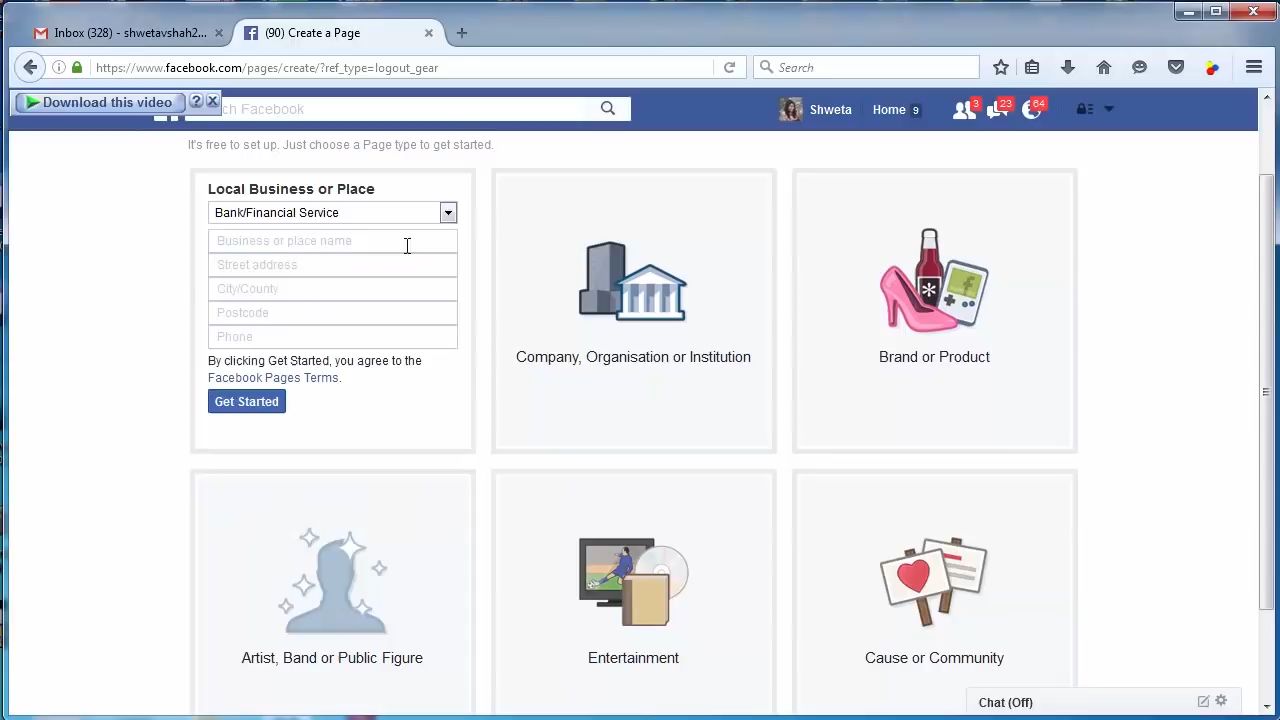 Inbox (328) - shwetavshah2...
(90) Create a Page
https://www.facebook.com/pages/create/?ref_type=logout_gear
Search
Download this video
?
ch Facebook
Shweta
Home 9
3
23
64
It's free to set up. Just choose a Page type to get started.
Local Business or Place
Bank/Financial Service
Business or place name
Street address
City/County
Postcode
Phone
By clicking Get Started, you agree to the
Facebook Pages Terms.
Get Started
Company, Organisation or Institution
Brand or Product
Artist, Band or Public Figure
Entertainment
Cause or Community
Chat (Off)